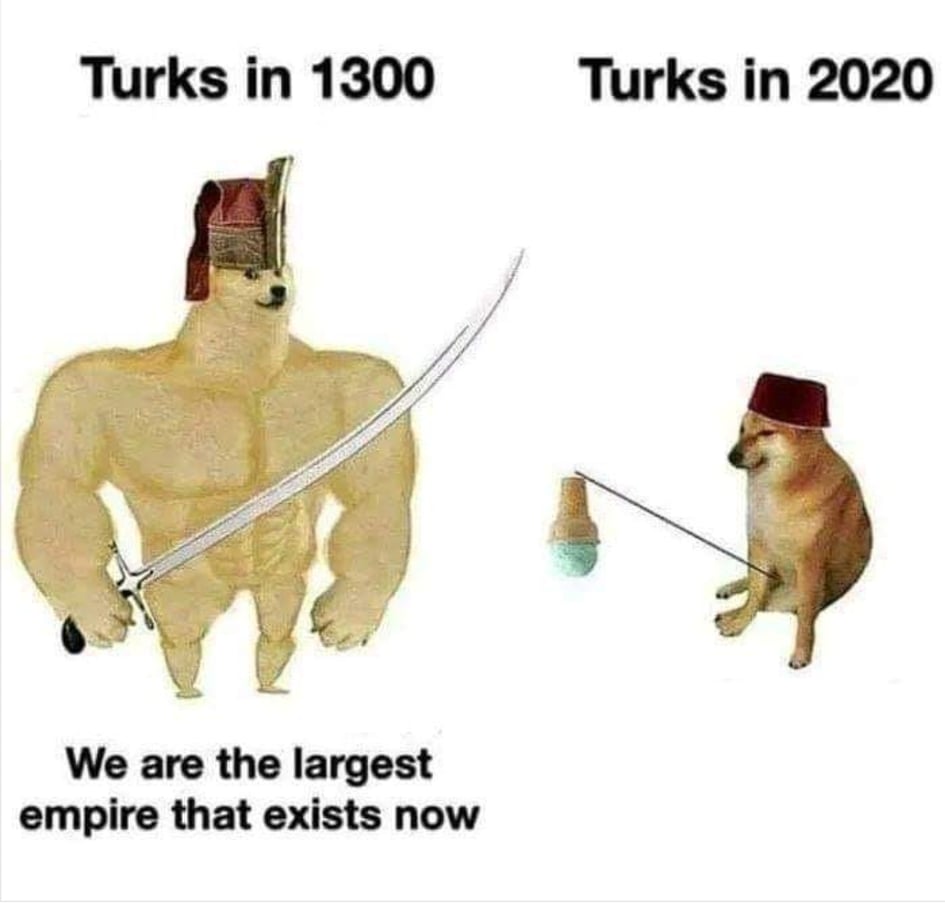 Turks in 1300
Turks in 2020
We are the largest
empire that exists now